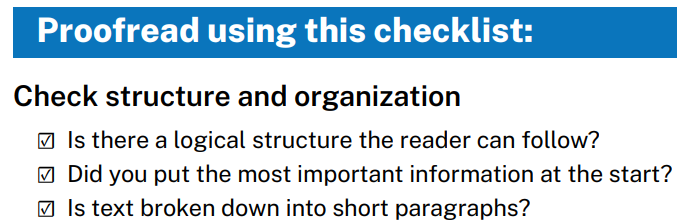 Proofread using this checklist:
Check structure and organization
☑ Is there a logical structure the reader can follow?
☑ Did you put the most important information at the start?
☑ Is text broken down into short paragraphs?